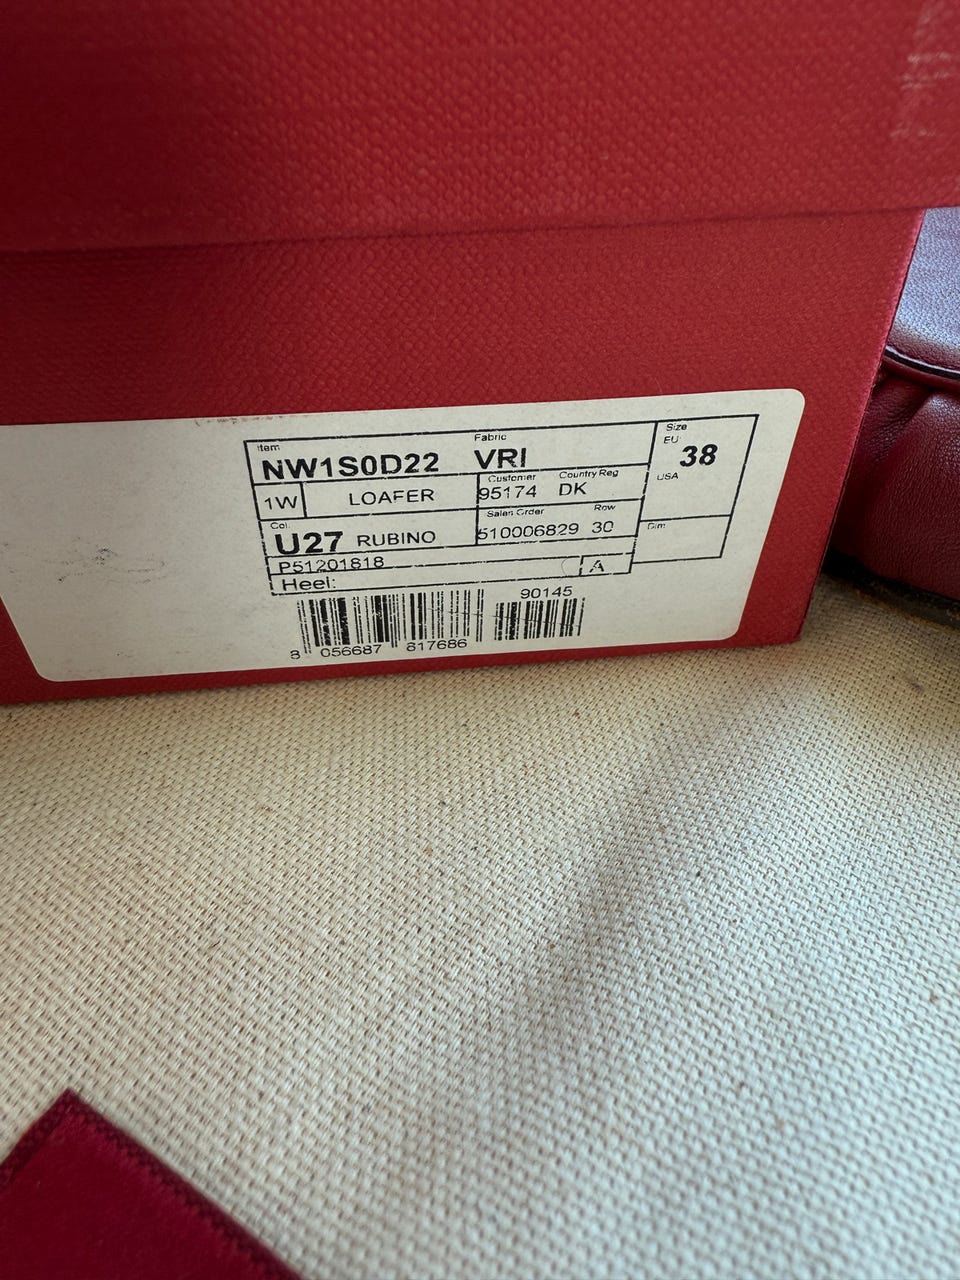 Item Fabric Size
NW1S0D22 VRI EU 38
Customer Country Reg USA
1W LOAFER 95174 DK
Col. Sales Order Row Dim:
U27 RUBINO 510006829 30
P51201818 A
Heel:
90145
8 056687 817686